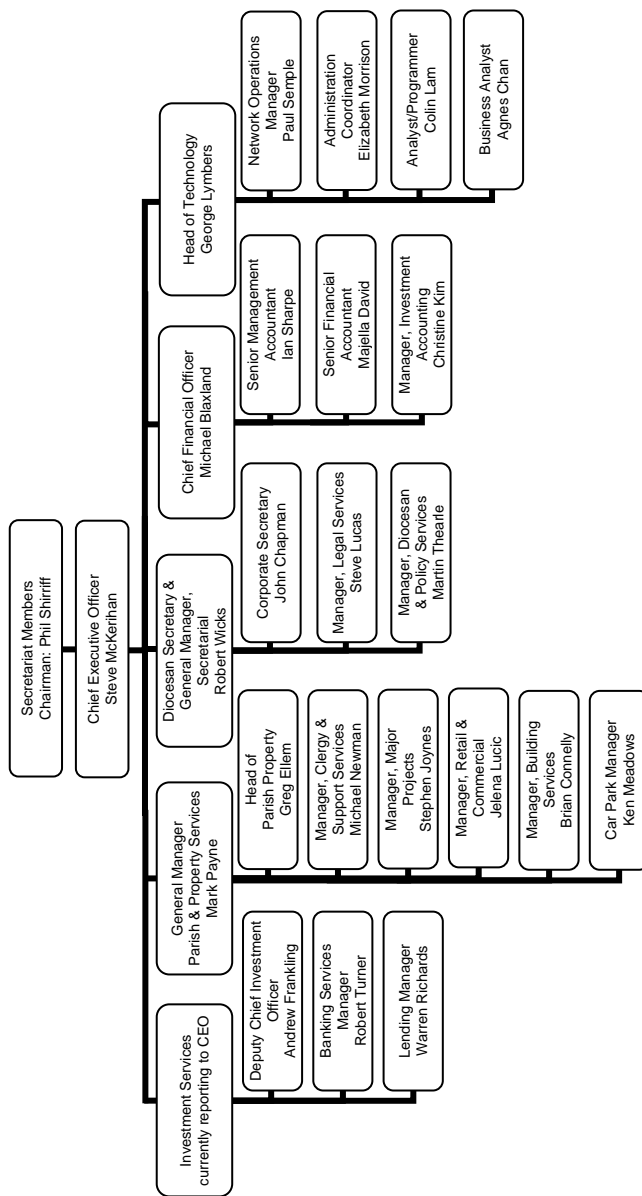 Secretariat Members
Chairman: Phil Shirriff
Chief Executive Officer
Steve McKerihan
Investment Services
currently reporting to CEO
Deputy Chief Investment
Officer
Andrew Frankling
Banking Services
Manager
Robert Turner
Lending Manager
Warren Richards
General Manager
Parish & Property Services
Mark Payne
Head of
Parish Property
Greg Ellem
Manager, Clergy &
Support Services
Michael Newman
Manager, Major
Projects
Stephen Joynes
Manager, Retail &
Commercial
Jelena Lucic
Manager, Building
Services
Brian Connelly
Car Park Manager
Ken Meadows
Diocesan Secretary &
General Manager,
Secretarial
Robert Wicks
Corporate Secretary
John Chapman
Manager, Legal Services
Steve Lucas
Manager, Diocesan
& Policy Services
Martin Thearle
Chief Financial Officer
Michael Blaxland
Senior Management
Accountant
Ian Sharpe
Senior Financial
Accountant
Majella David
Manager, Investment
Accounting
Christine Kim
Head of Technology
George Lymbers
Network Operations
Manager
Paul Semple
Administration
Coordinator
Elizabeth Morrison
Analyst/Programmer
Colin Lam
Business Analyst
Agnes Chan